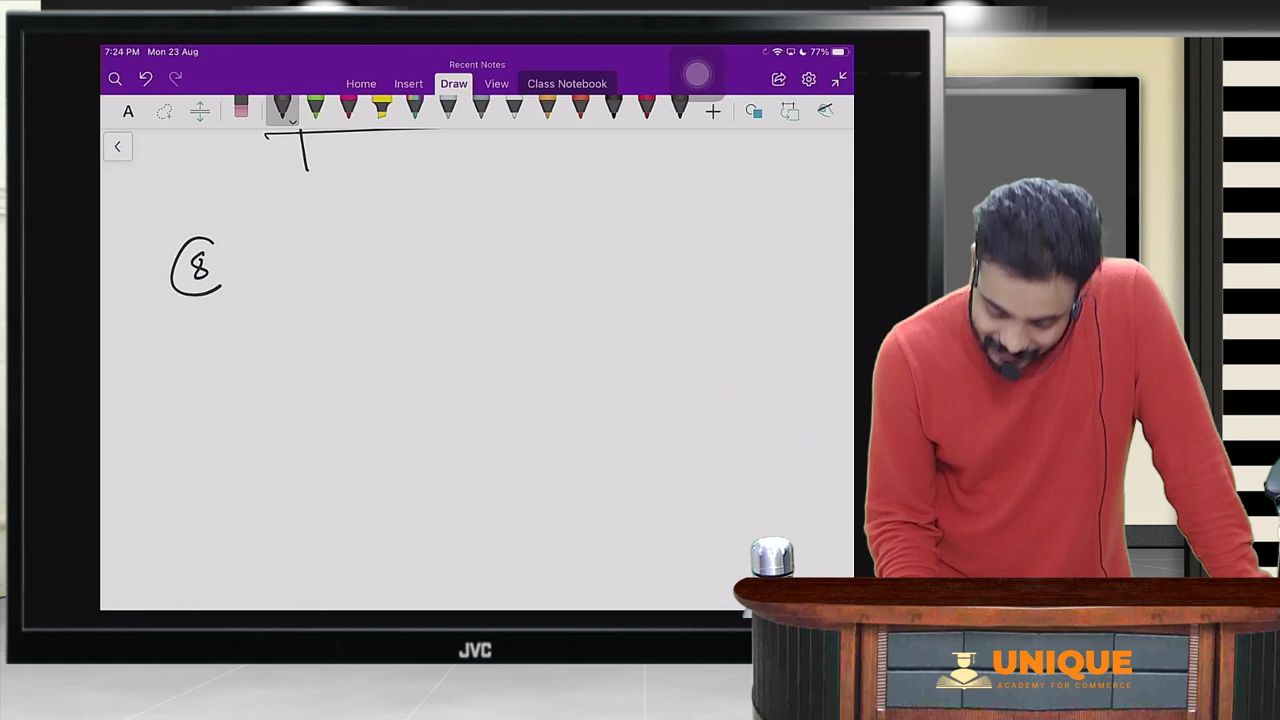 7:24 PM Mon 23 Aug
77%
Recent Notes
Home Insert Draw View Class Notebook
A
8
JVC
UNIQUE
ACADEMY FOR COMMERCE